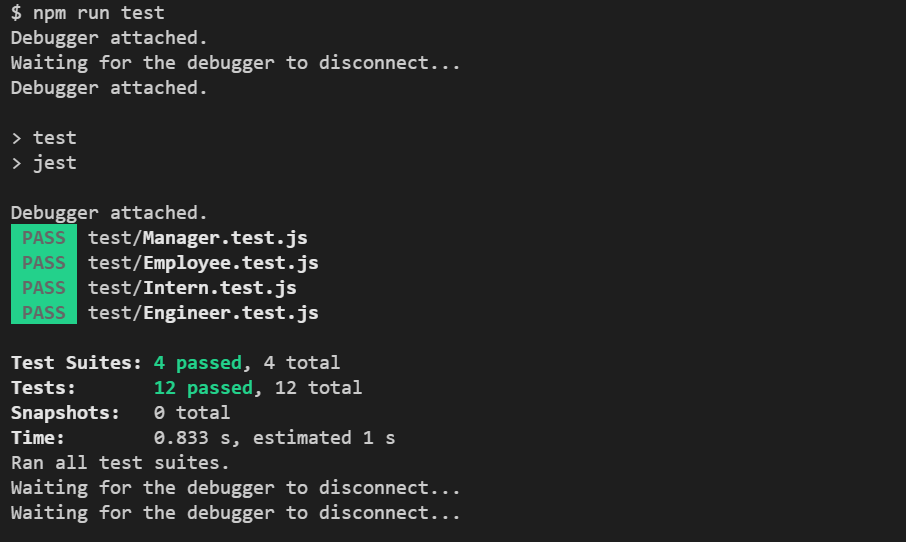 $ npm run test
Debugger attached.
Waiting for the debugger to disconnect...
Debugger attached.
> test
> jest
Debugger attached.
PASS test/Manager.test.js
PASS test/Employee.test.js
PASS test/Intern.test.js
PASS test/Engineer.test.js
Test Suites: 4 passed, 4 total
Tests: 12 passed, 12 total
Snapshots: 0 total
Time: 0.833 s, estimated 1 s
Ran all test suites.
Waiting for the debugger to disconnect...
Waiting for the debugger to disconnect...